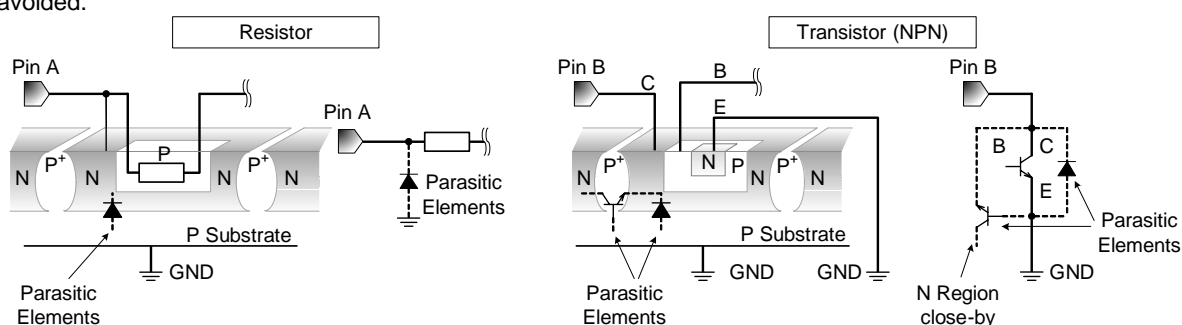 avoided.
Resistor
Transistor (NPN)
Pin A
Pin A
Pin B
C
B
E
Pin B
N
P+
N
P
N
P+
N
Parasitic
Elements
N
P+
N
N
P
N
P+
N
B
C
E
Parasitic
Elements
P Substrate
GND
Parasitic
Elements
P Substrate
GND
GND
Parasitic
Elements
GND
N Region
close-by